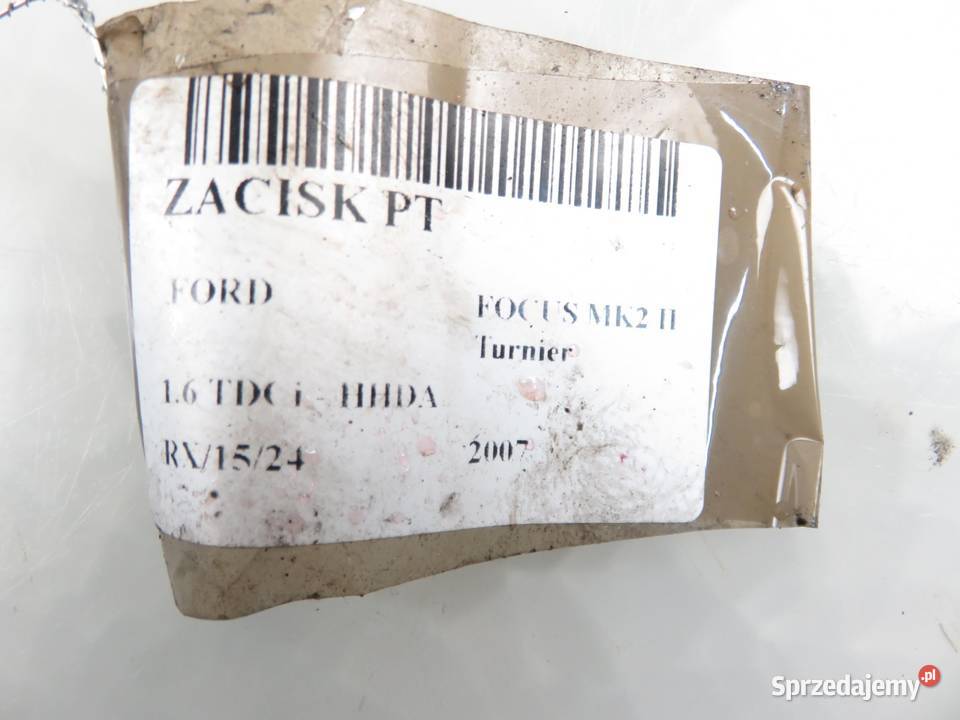 ZACISK PT
FORD
FOCUS MK2 II
Turnier
1.6 TDCi - HHDA
RX/15/24
2007
Sprzedajemy.pl